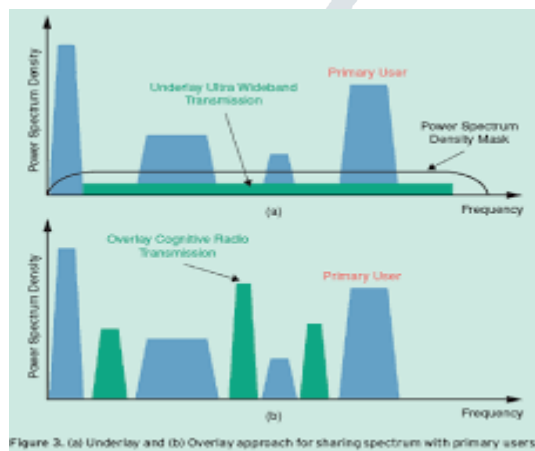 Power Spectrum Density
Underlay Ultra Wideband
Transmission
Primary User
Power Spectrum
Density Mask
(a)
Frequency
Power Spectrum Density
Overlay Cognitive Radio
Transmission
Primary User
(b)
Frequency
Figure 3. (a) Underlay and (b) Overlay approach for sharing spectrum with primary users